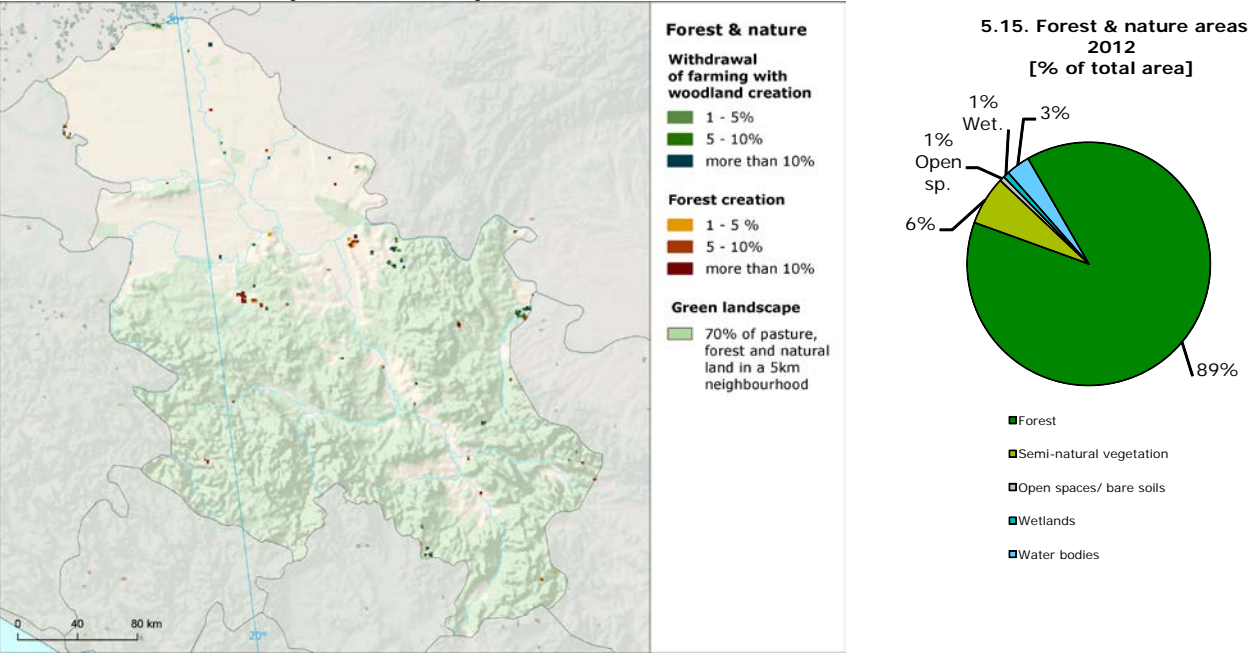 20°
20°
0 40 80 km
Forest & nature
Withdrawal
of farming with
woodland creation
1 - 5%
5 - 10%
more than 10%
Forest creation
1 - 5 %
5 - 10%
more than 10%
Green landscape
70% of pasture,
forest and natural
land in a 5km
neighbourhood
5.15. Forest & nature areas
2012
[% of total area]
1%
Wet.
3%
1%
Open
sp.
6%
89%
Forest
Semi-natural vegetation
Open spaces/ bare soils
Wetlands
Water bodies